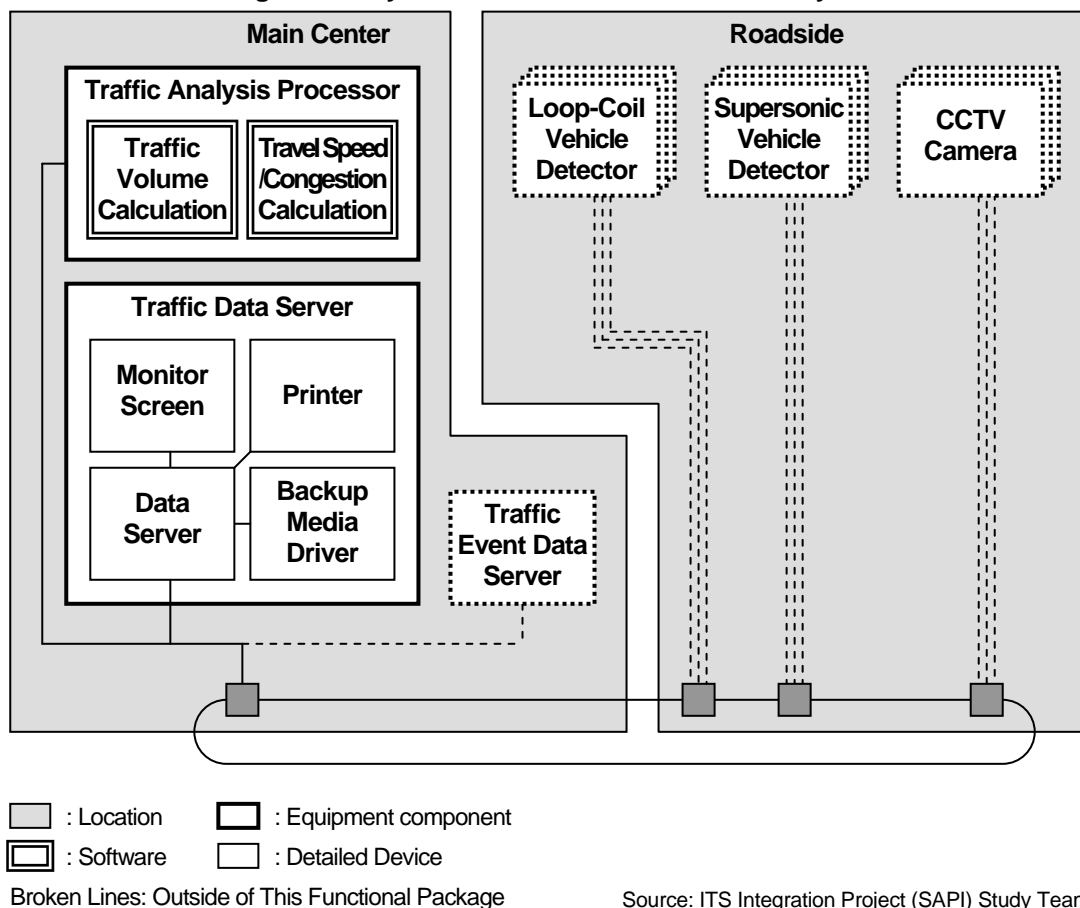 Main Center
Traffic Analysis Processor
Traffic
Volume
Calculation
Travel Speed
/Congestion
Calculation
Traffic Data Server
Monitor
Screen
Printer
Data
Server
Backup
Media
Driver
Traffic
Event Data
Server
Roadside
Loop-Coil
Vehicle
Detector
Supersonic
Vehicle
Detector
CCTV
Camera
: Location
: Equipment component
: Software
: Detailed Device
Broken Lines: Outside of This Functional Package
Source: ITS Integration Project (SAPI) Study Team